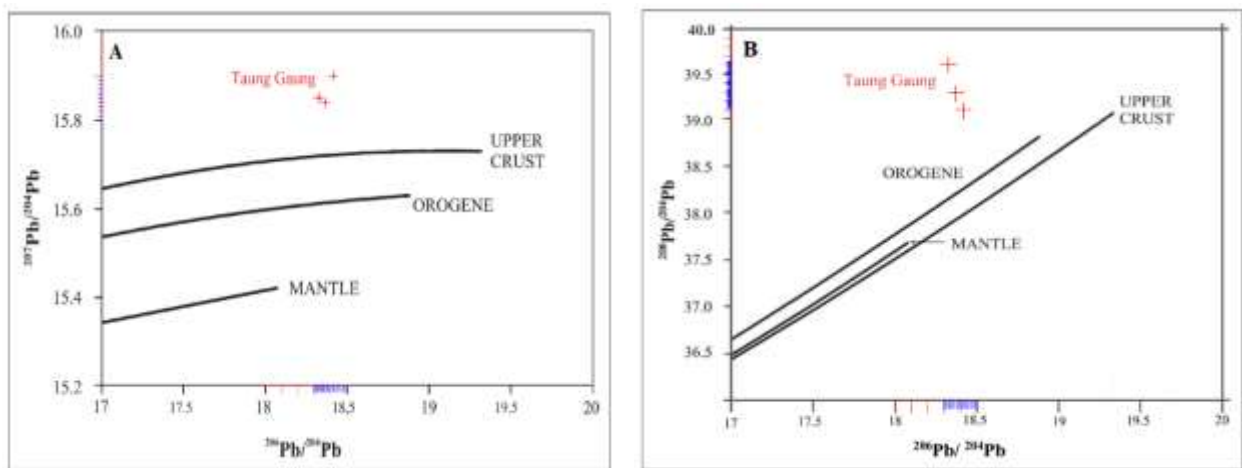 A
16.0
15.8
15.6
15.4
15.2
17
17.5
18
18.5
19
19.5
20
Taung Gaung
UPPER
CRUST
OROGENE
MANTLE
²⁰⁷Pb/²⁰⁴Pb
²⁰⁶Pb/²⁰⁴Pb
B
40.0
39.5
39.0
38.5
38.0
37.5
37.0
36.5
17
17.5
18
18.5
19
19.5
20
Taung Gaung
UPPER
CRUST
OROGENE
MANTLE
²⁰⁸Pb/²⁰⁴Pb
²⁰⁶Pb/ ²⁰⁴Pb